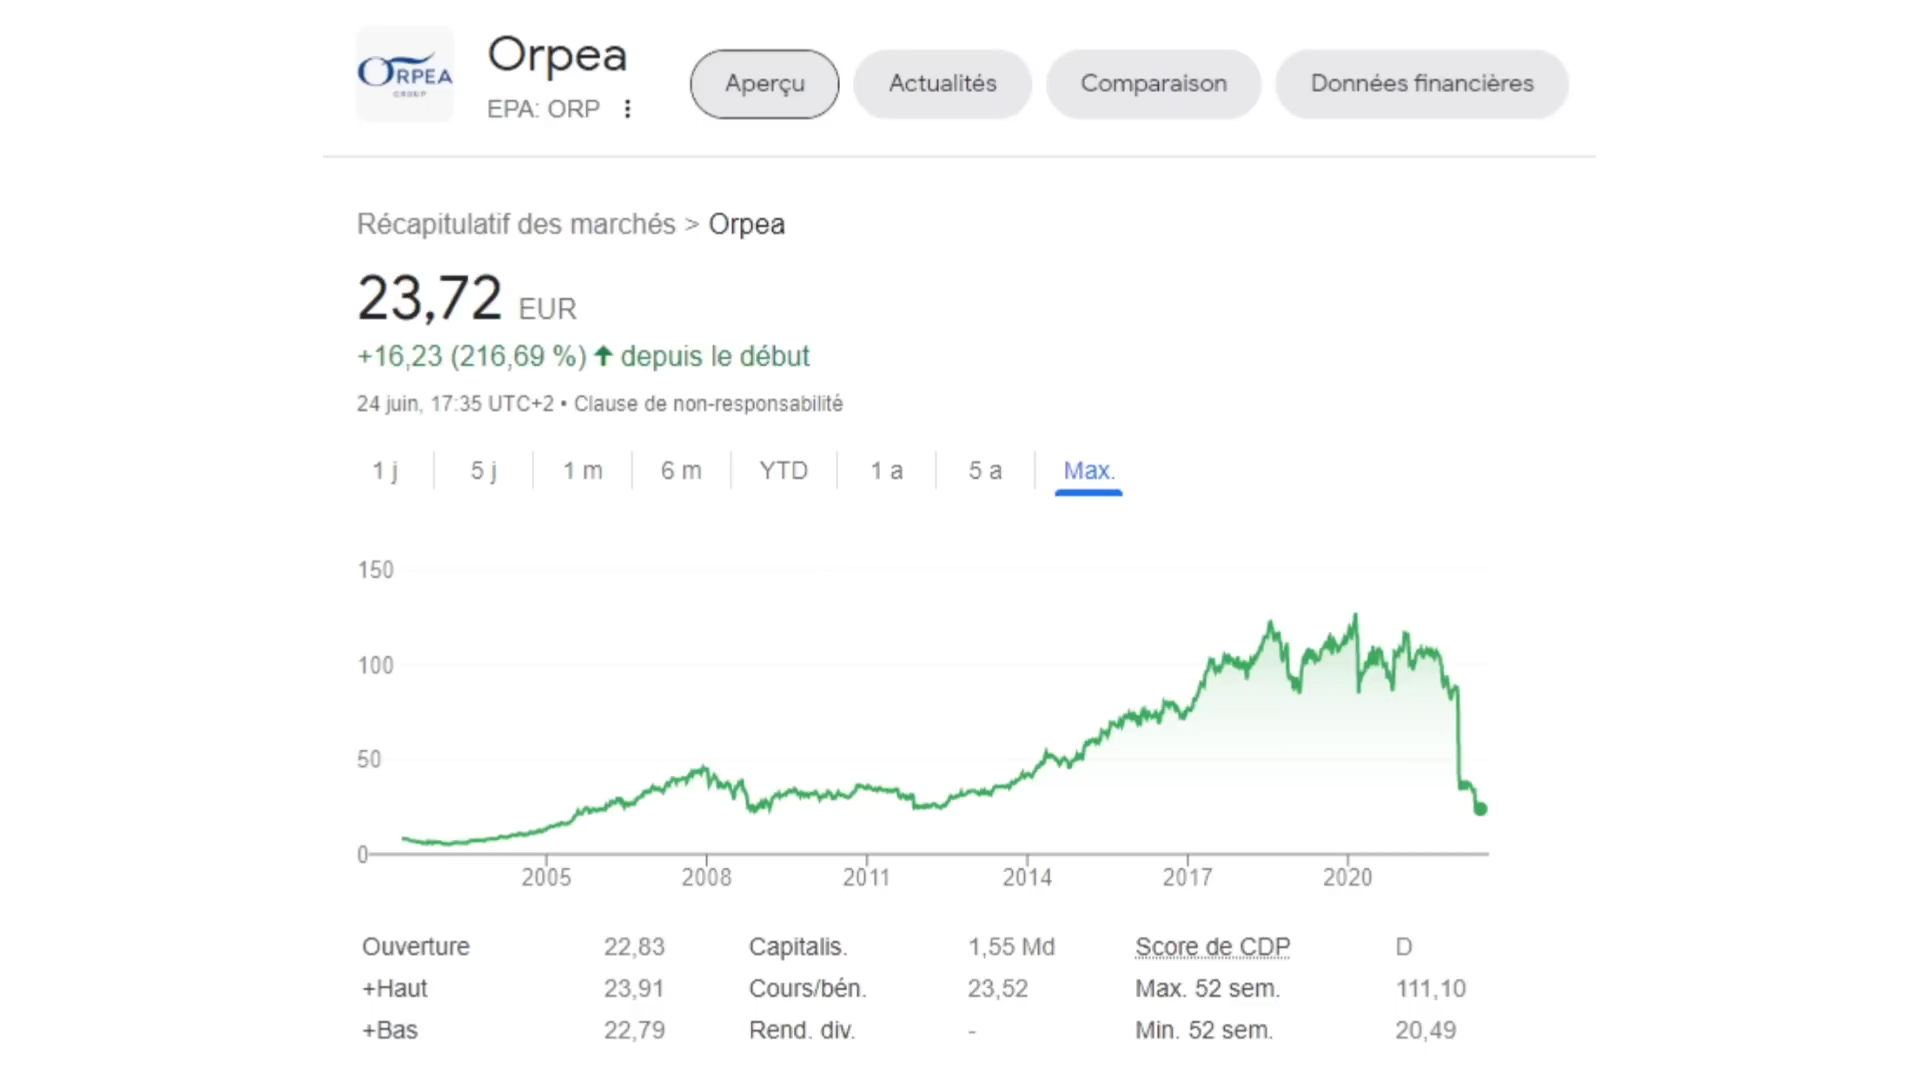 ORPEA
GROUP
Orpea
EPA: ORP
Aperçu
Actualités
Comparaison
Données financières
Récapitulatif des marchés > Orpea
23,72 EUR
+16,23 (216,69 %) ↑ depuis le début
24 juin, 17:35 UTC+2 • Clause de non-responsabilité
1 j 5 j 1 m 6 m YTD 1 a 5 a Max.
150
100
50
0
2005 2008 2011 2014 2017 2020
Ouverture 22,83 Capitalis. 1,55 Md Score de CDP D
+Haut 23,91 Cours/bén. 23,52 Max. 52 sem. 111,10
+Bas 22,79 Rend. div. - Min. 52 sem. 20,49